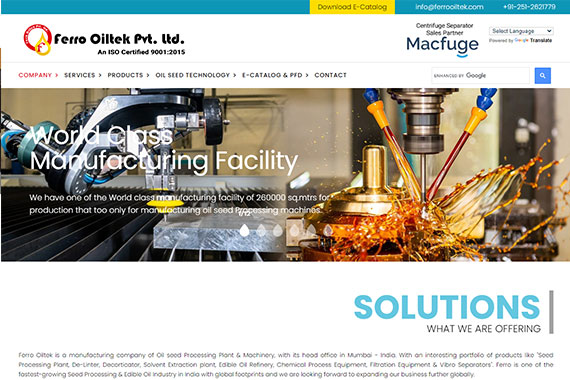 Download E-Catalog
info@ferrooiltek.com
+91-251-2621779
Ferro Oiltek Pvt. Ltd.
An ISO Certified 9001:2015
Centrifuge Separator
Sales Partner
Macfuge
Select Language
Powered by Google Translate
COMPANY > SERVICES > PRODUCTS > OIL SEED TECHNOLOGY > E-CATALOG & PFD > CONTACT
ENHANCED BY Google
World Class
Manufacturing Facility
We have one of the World class manufacturing facility of 260000 sq.mtrs for
production that too only for manufacturing oil seed Processing machines.
SOLUTIONS
WHAT WE ARE OFFERING
Ferro Oiltek is a manufacturing company of Oil seed Processing Plant & Machinery, with its head office in Mumbai - India. With an interesting portfolio of products like "Seed
Processing Plant, De-Linter, Decorticator, Solvent Extraction plant, Edible Oil Refinery, Chemical Process Equipment, Filtration Equipment & Vibro Separators". Ferro is one of the
fastest-growing Seed Processing & Edible Oil Industry in India with global footprints and we are looking forward to expanding our business further globally.